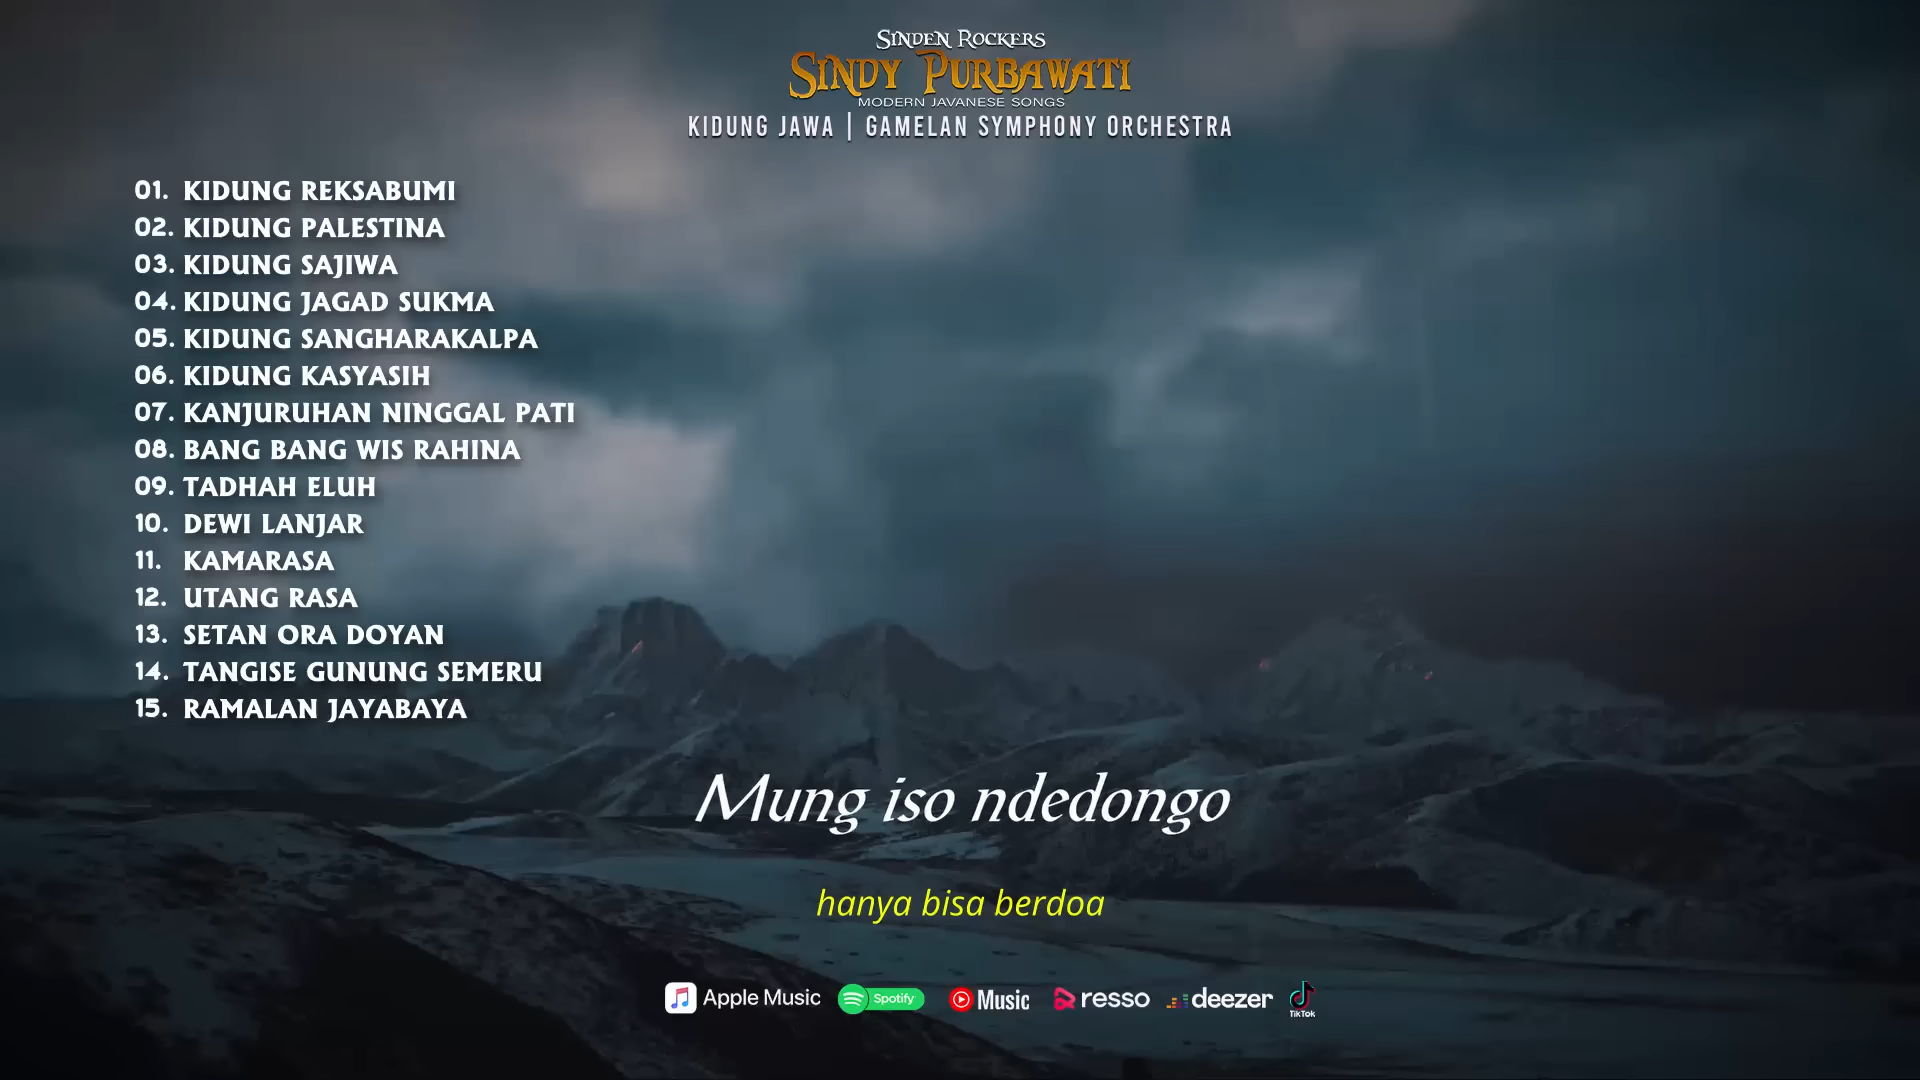 SINDEN ROCKERS
SINDY PURBAWATI
MODERN JAVANESE SONGS
KIDUNG JAWA | GAMELAN SYMPHONY ORCHESTRA
01. KIDUNG REKSABUMI
02. KIDUNG PALESTINA
03. KIDUNG SAJIWA
04. KIDUNG JAGAD SUKMA
05. KIDUNG SANGHARAKALPA
06. KIDUNG KASYASIH
07. KANJURUHAN NINGGAL PATI
08. BANG BANG WIS RAHINA
09. TADHAH ELUH
10. DEWI LANJAR
11. KAMARASA
12. UTANG RASA
13. SETAN ORA DOYAN
14. TANGISE GUNUNG SEMERU
15. RAMALAN JAYABAYA
Mung iso ndedongo
hanya bisa berdoa
Apple Music Spotify Music resso deezer TikTok